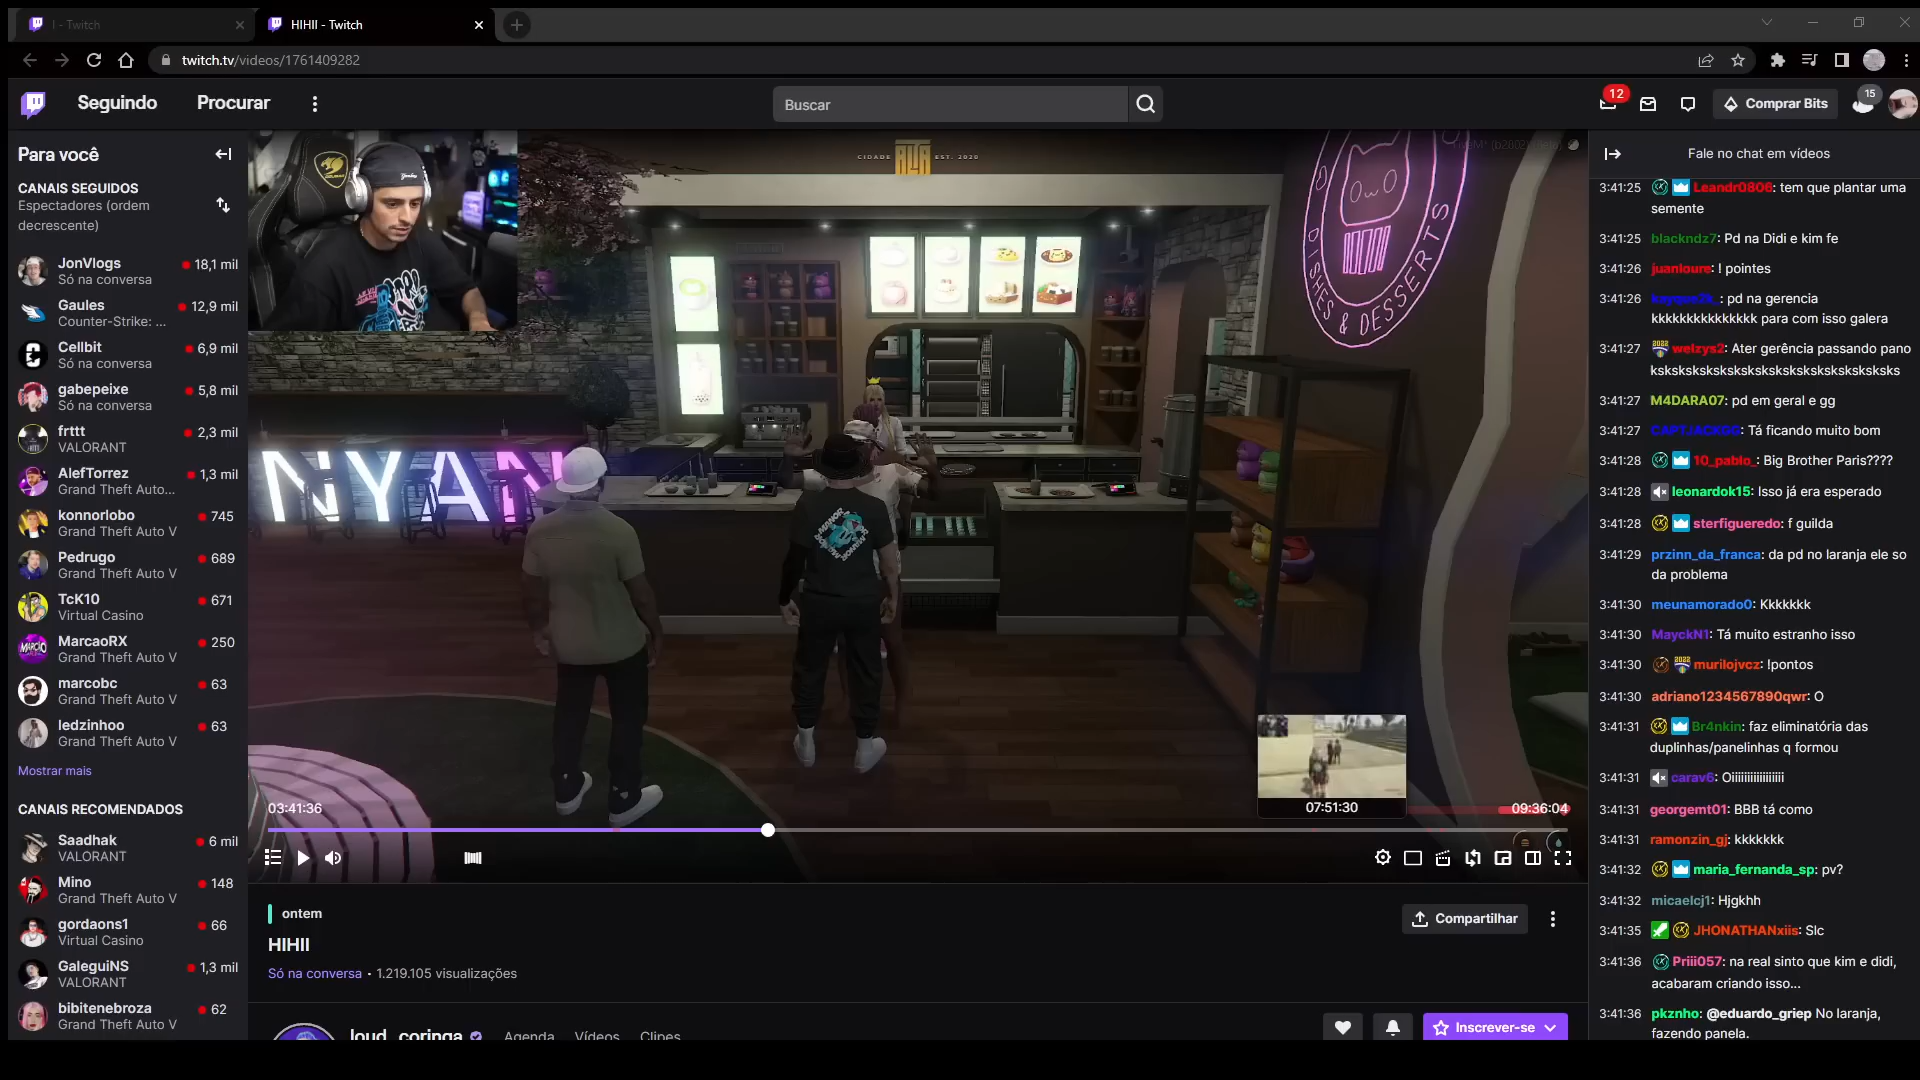 I - Twitch
HIHII - Twitch
twitch.tv/videos/1761409282
Seguindo
Procurar
Buscar
12
Comprar Bits
15
Para você
CANAIS SEGUIDOS
Espectadores (ordem
decrescente)
JonVlogs
18,1 mil
Só na conversa
Gaules
12,9 mil
Counter-Strike: ...
Cellbit
6,9 mil
Só na conversa
gabepeixe
5,8 mil
Só na conversa
frttt
2,3 mil
VALORANT
AlefTorrez
1,3 mil
Grand Theft Auto...
konnorlobo
745
Grand Theft Auto V
Pedrugo
689
Grand Theft Auto V
TcK10
671
Virtual Casino
MarcaoRX
250
Grand Theft Auto V
marcobc
63
Grand Theft Auto V
ledzinhoo
63
Grand Theft Auto V
Mostrar mais
CANAIS RECOMENDADOS
Saadhak
6 mil
VALORANT
Mino
148
Grand Theft Auto V
gordaons1
66
Virtual Casino
GaleguiNS
1,3 mil
VALORANT
bibitenebroza
62
Grand Theft Auto V
CIDADE ALTA EST. 2020
OwO
DISHES & DESSERTS
NYAN
MANOR
07:51:30
03:41:36
09:36:04
ontem
Compartilhar
HIHII
Só na conversa • 1.219.105 visualizações
loud_coringa
Agenda
Vídeos
Clipes
Inscrever-se
Fale no chat em vídeos
3:41:25 Leandr0806: tem que plantar uma
semente
3:41:25 blackndz7: Pd na Didi e kim fe
3:41:26 juanloure: ! pointes
3:41:26 : pd na gerencia
kkkkkkkkkkkkkkk para com isso galera
3:41:27 welzys2: Ater gerência passando pano
ksksksksksksksksksksksksksksksksksks
3:41:27 M4DARA07: pd em geral e gg
3:41:27 CAPTJACKGG: Tá ficando muito bom
3:41:28 10_pablo_: Big Brother Paris????
3:41:28 leonardok15: Isso já era esperado
3:41:28 sterfigueredo: f guilda
3:41:29 przinn_da_franca: da pd no laranja ele so
da problema
3:41:30 meunamorado0: Kkkkkkk
3:41:30 MayckN1: Tá muito estranho isso
3:41:30 murilojvcz: !pontos
3:41:30 adriano1234567890qwr: O
3:41:31 Br4nkin: faz eliminatória das
duplinhas/panelinhas q formou
3:41:31 carav6: Oiiiiiiiiiiiiiiiii
3:41:31 georgemt01: BBB tá como
3:41:31 ramonzin_gj: kkkkkkk
3:41:32 maria_fernanda_sp: pv?
3:41:32 micaelcj1: Hjgkhh
3:41:35 JHONATHANxiis: Slc
3:41:36 Priii057: na real sinto que kim e didi,
acabaram criando isso...
3:41:36 pkznho: @eduardo_griep No laranja,
fazendo panela.